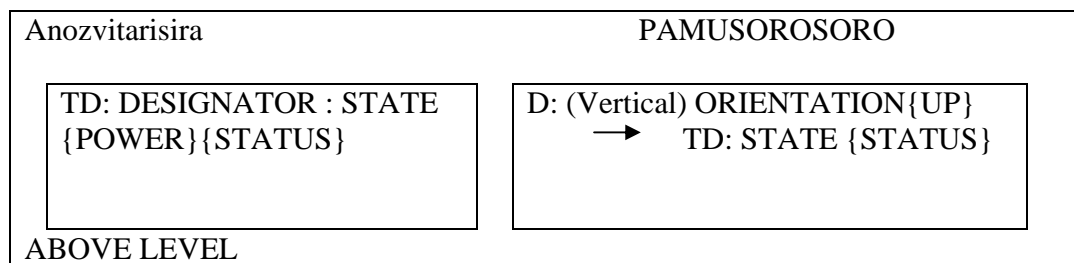 Anozvitarisira PAMUSOROSORO
TD: DESIGNATOR : STATE
{POWER}{STATUS}
D: (Vertical) ORIENTATION{UP}
→ TD: STATE {STATUS}
ABOVE LEVEL